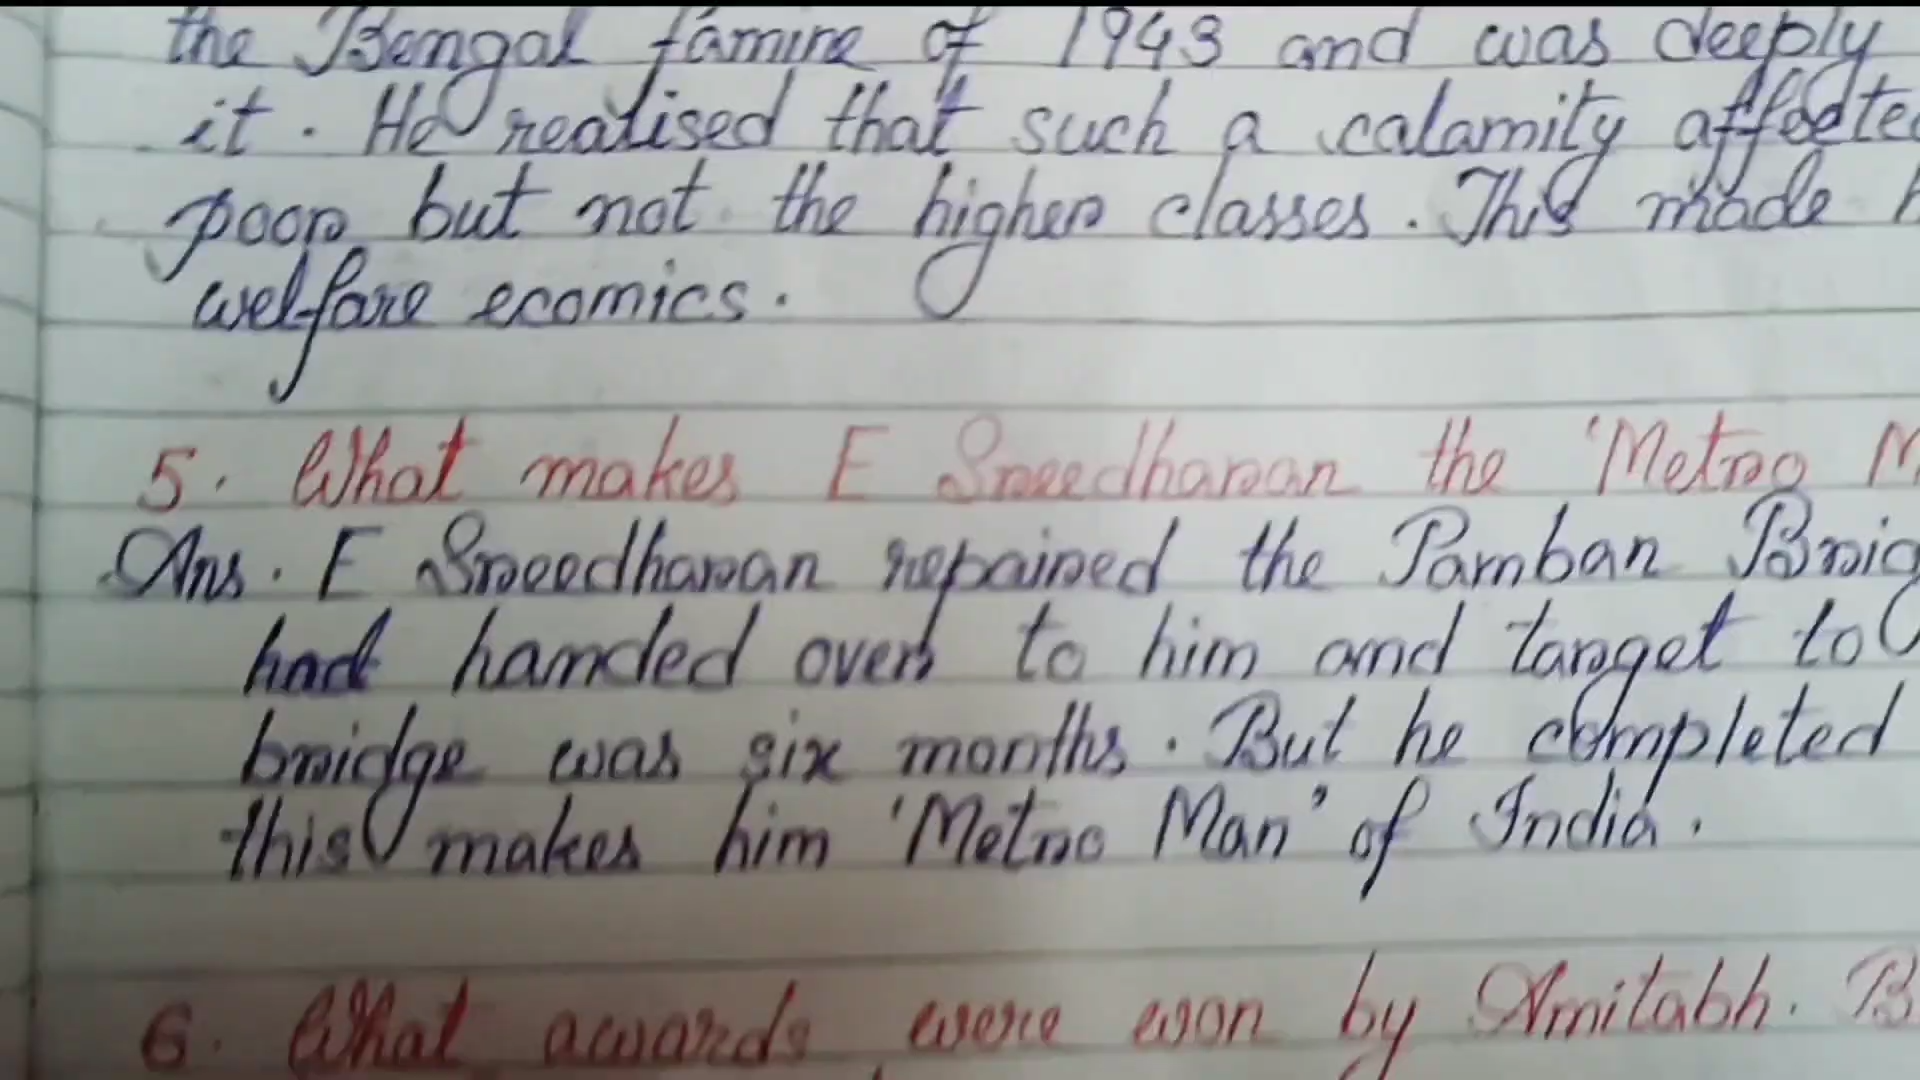 the Bengal famine of 1943 and was deeply
it. He realised that such a calamity affected
poor but not the higher classes. This made
welfare ecomics.
5. What makes E Sreedharan the 'Metro M
Ans. E Sreedharan repaired the Pamban Bridg
had handed over to him and target to
bridge was six months. But he completed
this makes him 'Metro Man' of India.
6. What awards were won by Amitabh. B